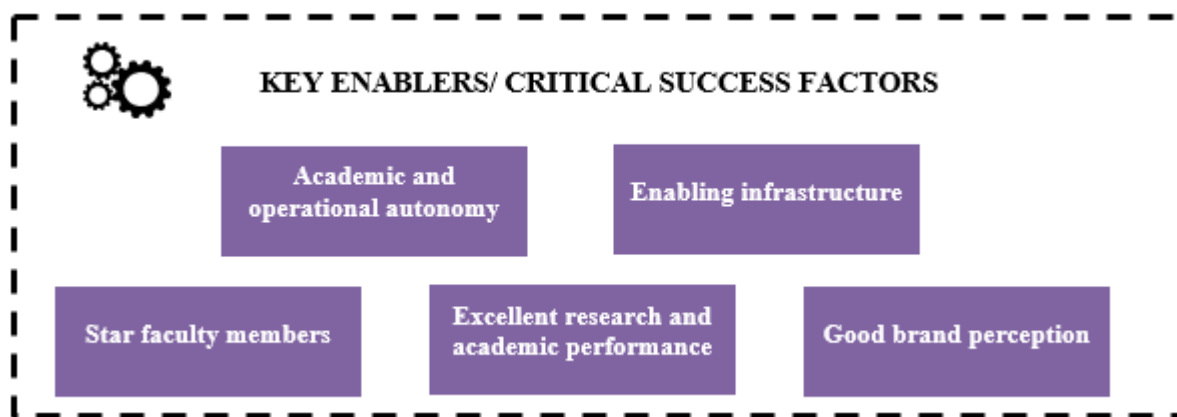 KEY ENABLERS/ CRITICAL SUCCESS FACTORS
Academic and
operational autonomy
Enabling infrastructure
Star faculty members
Excellent research and
academic performance
Good brand perception